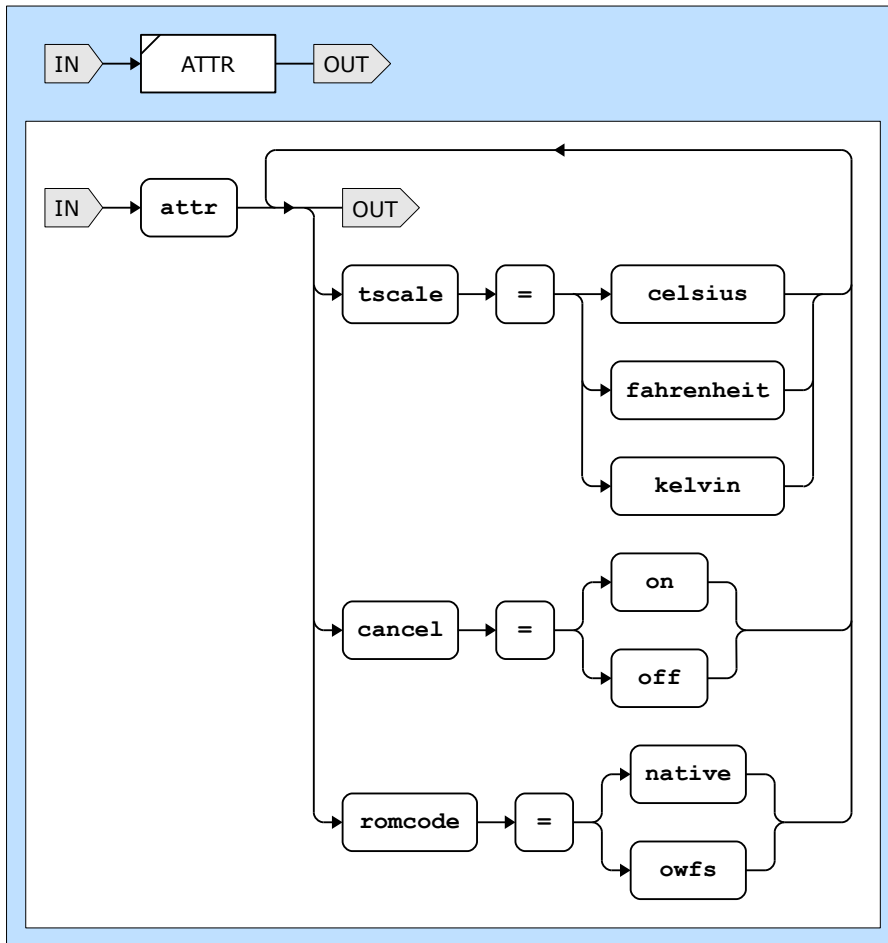 IN ATTR OUT
IN attr OUT
tscale = celsius
fahrenheit
kelvin
on
cancel =
off
native
romcode =
owfs